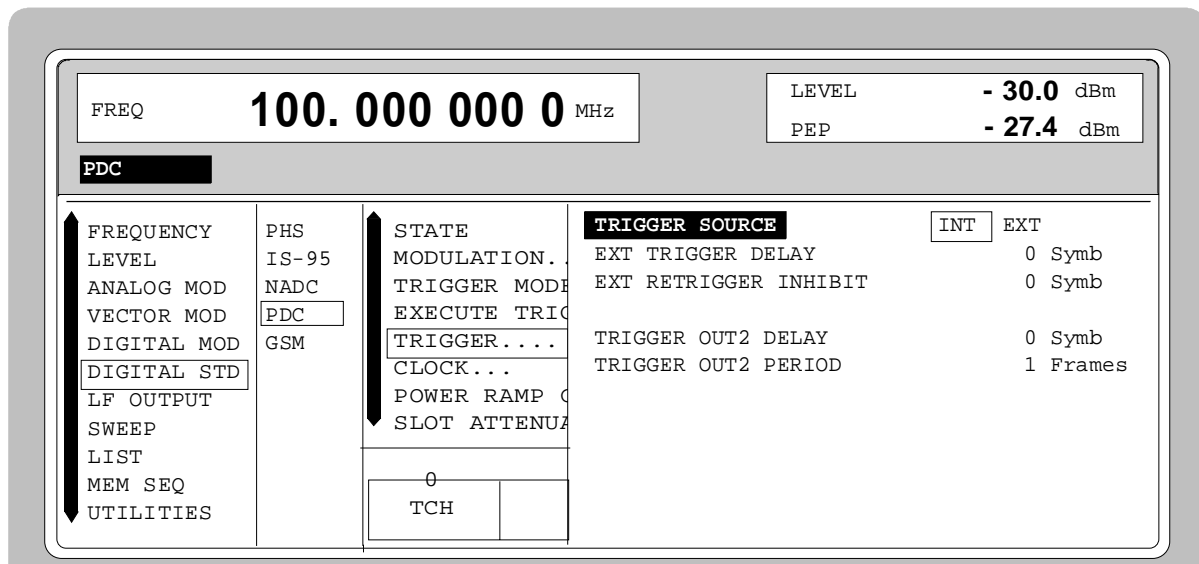 FREQ 100. 000 000 0 MHz
LEVEL - 30.0 dBm
PEP - 27.4 dBm
PDC
FREQUENCY
LEVEL
ANALOG MOD
VECTOR MOD
DIGITAL MOD
DIGITAL STD
LF OUTPUT
SWEEP
LIST
MEM SEQ
UTILITIES
PHS
IS-95
NADC
PDC
GSM
STATE
MODULATION..
TRIGGER MODE
EXECUTE TRIG
TRIGGER....
CLOCK...
POWER RAMP C
SLOT ATTENUA
0
TCH
TRIGGER SOURCE INT EXT
EXT TRIGGER DELAY 0 Symb
EXT RETRIGGER INHIBIT 0 Symb
TRIGGER OUT2 DELAY 0 Symb
TRIGGER OUT2 PERIOD 1 Frames